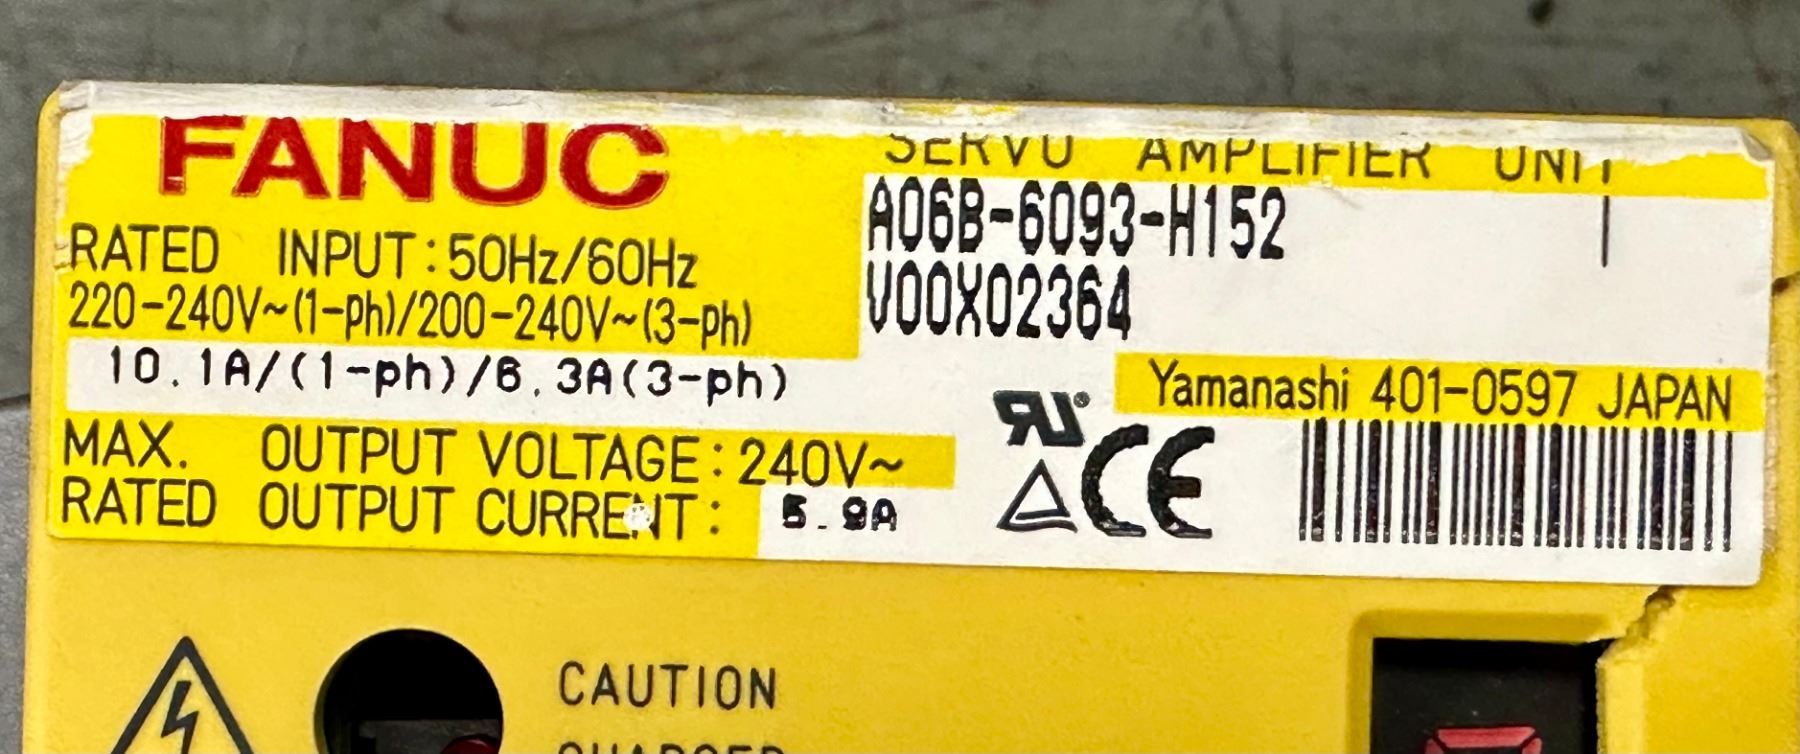 FANUC
SERVO AMPLIFIER UNIT
A06B-6093-H152
V00X02364
RATED INPUT: 50Hz/60Hz
220-240V~(1-ph)/200-240V~(3-ph)
10.1A/(1-ph)/6.3A(3-ph)
MAX. OUTPUT VOLTAGE: 240V~
RATED OUTPUT CURRENT: 5.9A
Yamanashi 401-0597 JAPAN
RU
CE
CAUTION